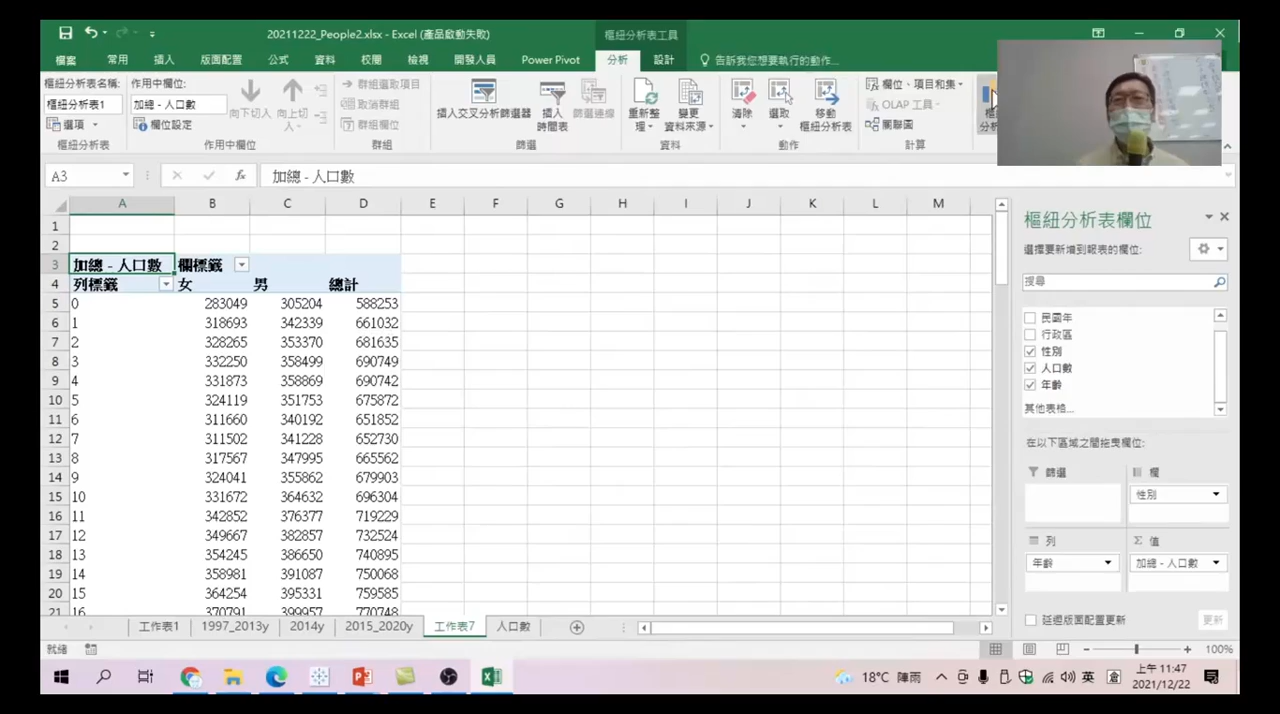 20211222_People2.xlsx - Excel (產品啟動失敗)
樞紐分析表工具
檔案 常用 插入 版面配置 公式 資料 校閱 檢視 開發人員 Power Pivot 分析 設計 告訴我您想要執行的動作...
樞紐分析表名稱: 作用中欄位: 群組選取項目 欄位、項目和集
樞紐分析表1 加總 - 人口數 向下切入 向上切入 取消群組 插入交叉分析篩選器 插入時間表 篩選連線 重新整理 變更資料來源 清除 選取 移動樞紐分析表 OLAP 工具
選項 欄位設定 群組欄位 關聯圖
樞紐分析表 作用中欄位 群組 篩選 資料 動作 計算
A3 fx 加總 - 人口數
A B C D E F G H I J K L M
1
2
3 加總 - 人口數 欄標籤
4 列標籤 女 男 總計
5 0 283049 305204 588253
6 1 318693 342339 661032
7 2 328265 353370 681635
8 3 332250 358499 690749
9 4 331873 358869 690742
10 5 324119 351753 675872
11 6 311660 340192 651852
12 7 311502 341228 652730
13 8 317567 347995 665562
14 9 324041 355862 679903
15 10 331672 364632 696304
16 11 342852 376377 719229
17 12 349667 382857 732524
18 13 354245 386650 740895
19 14 358981 391087 750068
20 15 364254 395331 759585
21 16 370791 399957 770748
樞紐分析表欄位
選擇要新增到報表的欄位:
搜尋
民國年
行政區
性別
人口數
年齡
其他表格...
在以下區域之間拖曳欄位:
篩選 欄
性別
列 Σ 值
年齡 加總 - 人口數
延遲版面配置更新 更新
工作表1 1997_2013y 2014y 2015_2020y 工作表7 人口數
就緒 100%
18°C 陣雨 英 上午 11:47
2021/12/22